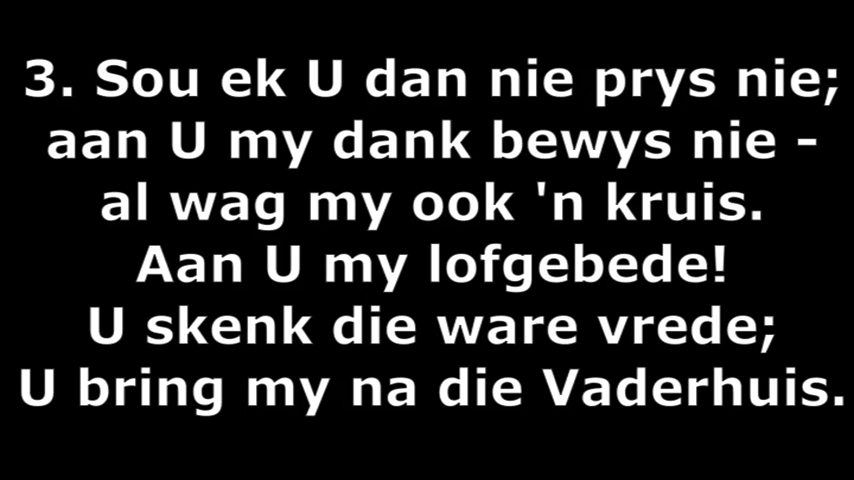 3. Sou ek U dan nie prys nie;
aan U my dank bewys nie -
al wag my ook 'n kruis.
Aan U my lofgebede!
U skenk die ware vrede;
U bring my na die Vaderhuis.